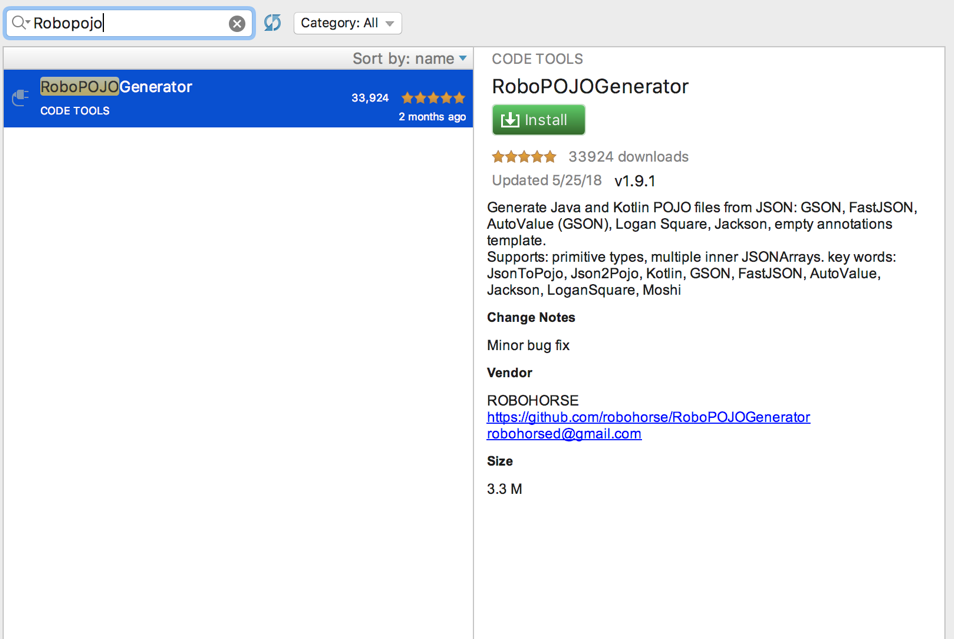 Robopojo
Category: All
Sort by: name
RoboPOJOGenerator
33,924
CODE TOOLS
2 months ago
CODE TOOLS
RoboPOJOGenerator
Install
33924 downloads
Updated 5/25/18 v1.9.1
Generate Java and Kotlin POJO files from JSON: GSON, FastJSON,
AutoValue (GSON), Logan Square, Jackson, empty annotations
template.
Supports: primitive types, multiple inner JSONArrays. key words:
JsonToPojo, Json2Pojo, Kotlin, GSON, FastJSON, AutoValue,
Jackson, LoganSquare, Moshi
Change Notes
Minor bug fix
Vendor
ROBOHORSE
https://github.com/robohorse/RoboPOJOGenerator
robohorsed@gmail.com
Size
3.3 M